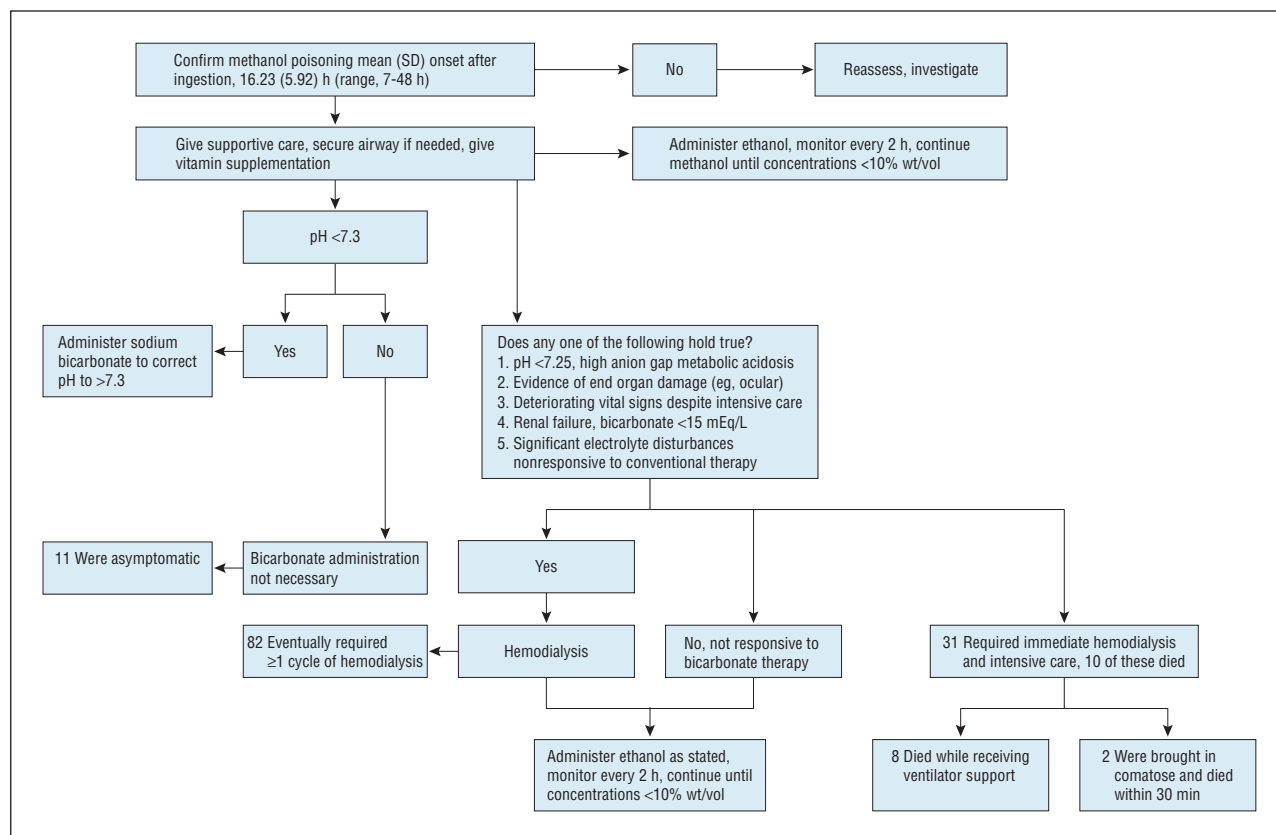 Confirm methanol poisoning mean (SD) onset after
ingestion, 16.23 (5.92) h (range, 7-48 h)
No
Reassess, investigate
Give supportive care, secure airway if needed, give
vitamin supplementation
Administer ethanol, monitor every 2 h, continue
methanol until concentrations <10% wt/vol
pH <7.3
Administer sodium
bicarbonate to correct
pH to >7.3
Yes
No
Does any one of the following hold true?
1. pH <7.25, high anion gap metabolic acidosis
2. Evidence of end organ damage (eg, ocular)
3. Deteriorating vital signs despite intensive care
4. Renal failure, bicarbonate <15 mEq/L
5. Significant electrolyte disturbances
nonresponsive to conventional therapy
11 Were asymptomatic
Bicarbonate administration
not necessary
Yes
82 Eventually required
≥1 cycle of hemodialysis
Hemodialysis
No, not responsive to
bicarbonate therapy
31 Required immediate hemodialysis
and intensive care, 10 of these died
Administer ethanol as stated,
monitor every 2 h, continue until
concentrations <10% wt/vol
8 Died while receiving
ventilator support
2 Were brought in
comatose and died
within 30 min